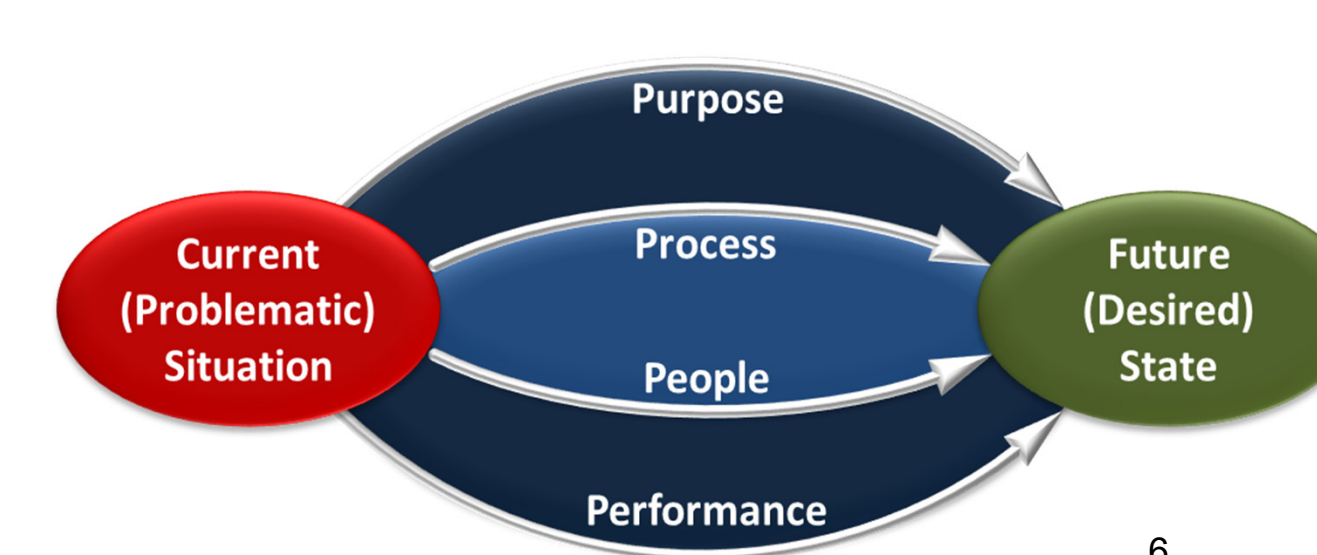 Purpose
Process
Current
(Problematic)
Situation
Future
(Desired)
State
People
Performance
6